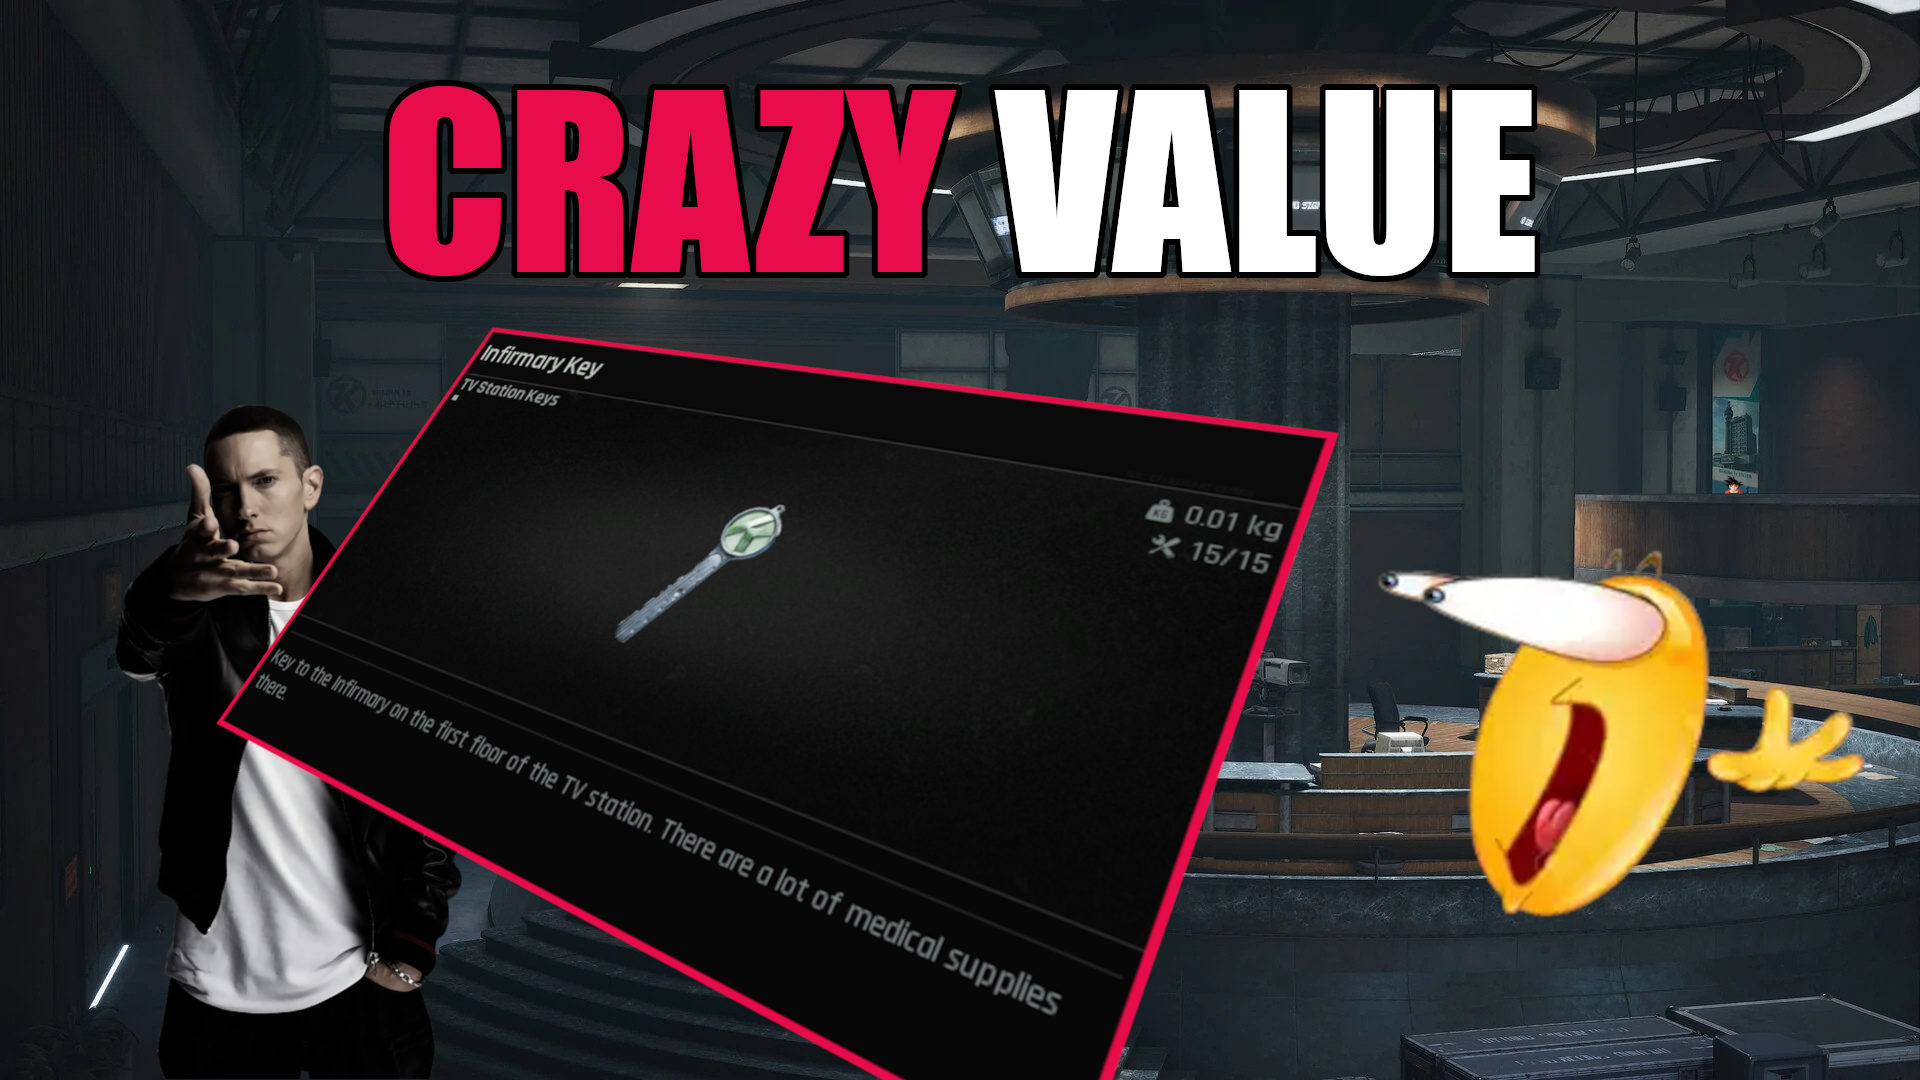 CRAZY VALUE
Infirmary Key
TV Station Keys
0.01 kg
15/15
Key to the Infirmary on the first floor of the TV station. There are a lot of medical supplies
there.